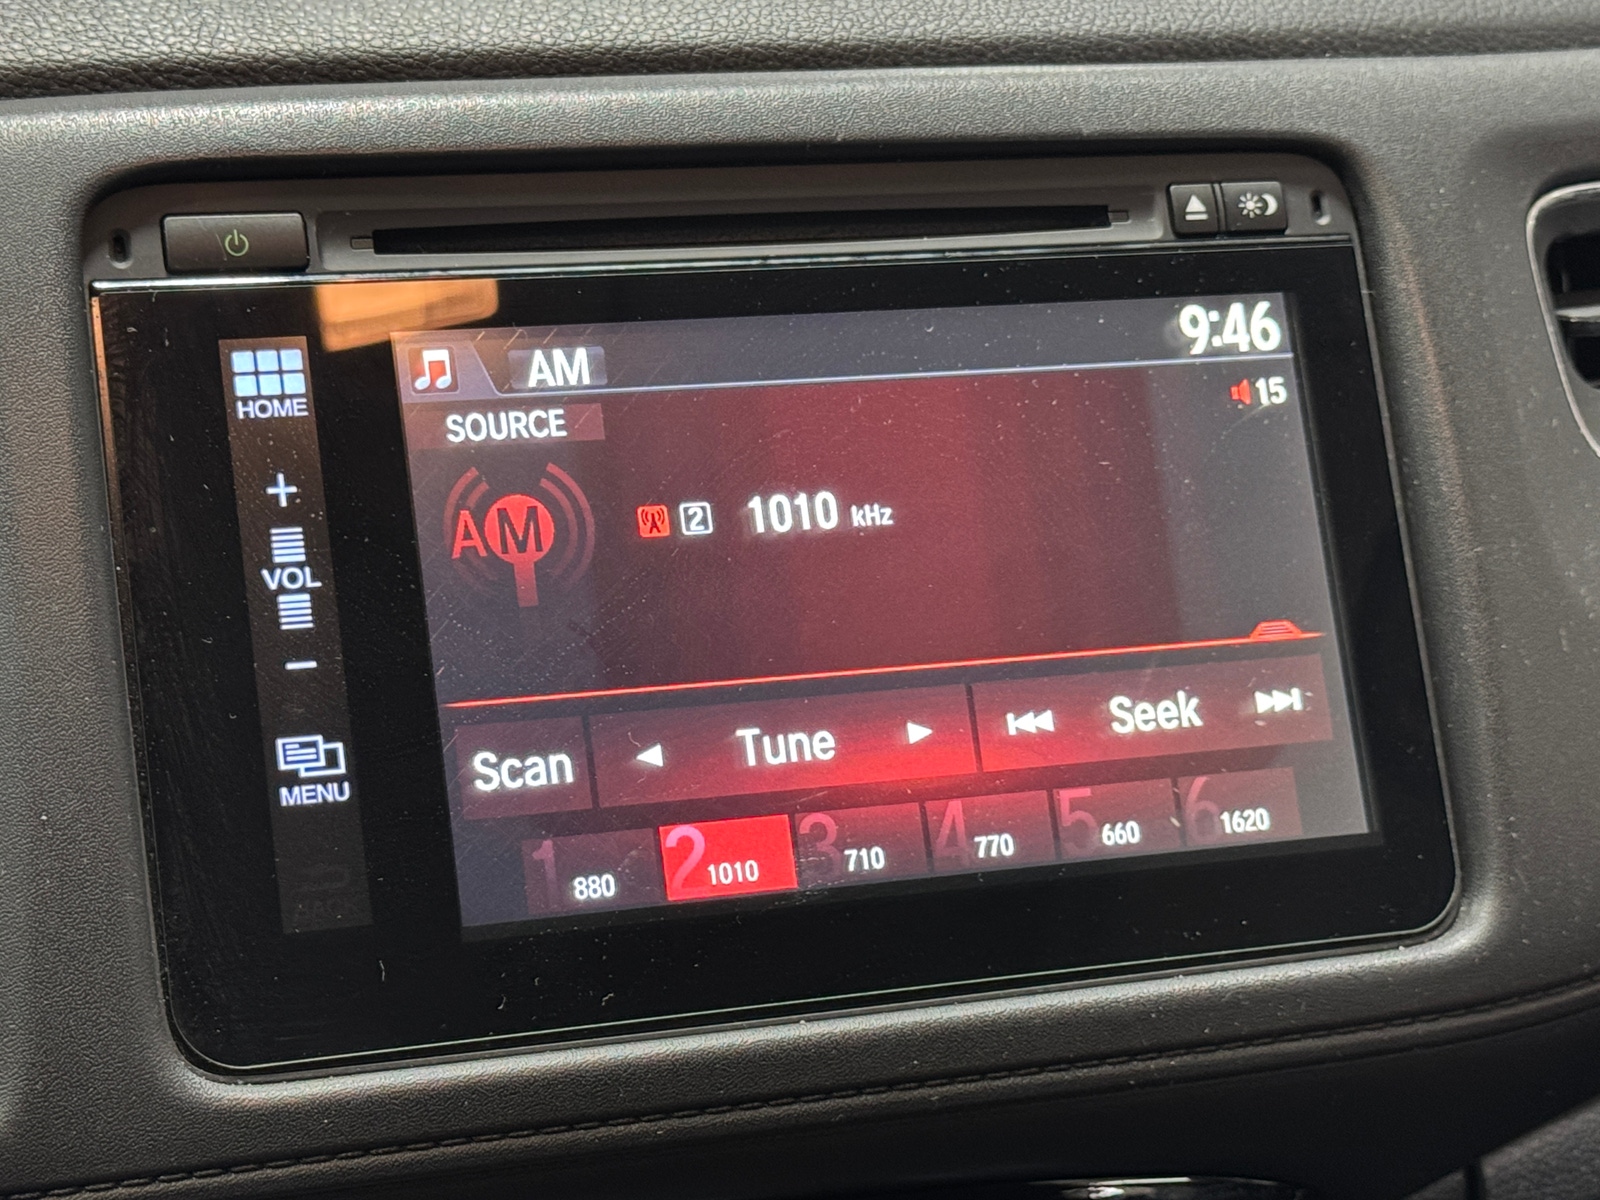 HOME
+
VOL
−
MENU
AM
9:46
15
SOURCE
AM
2 1010 kHz
Scan
Tune
Seek
1 880
2 1010
3 710
4 770
5 660
6 1620
BACK